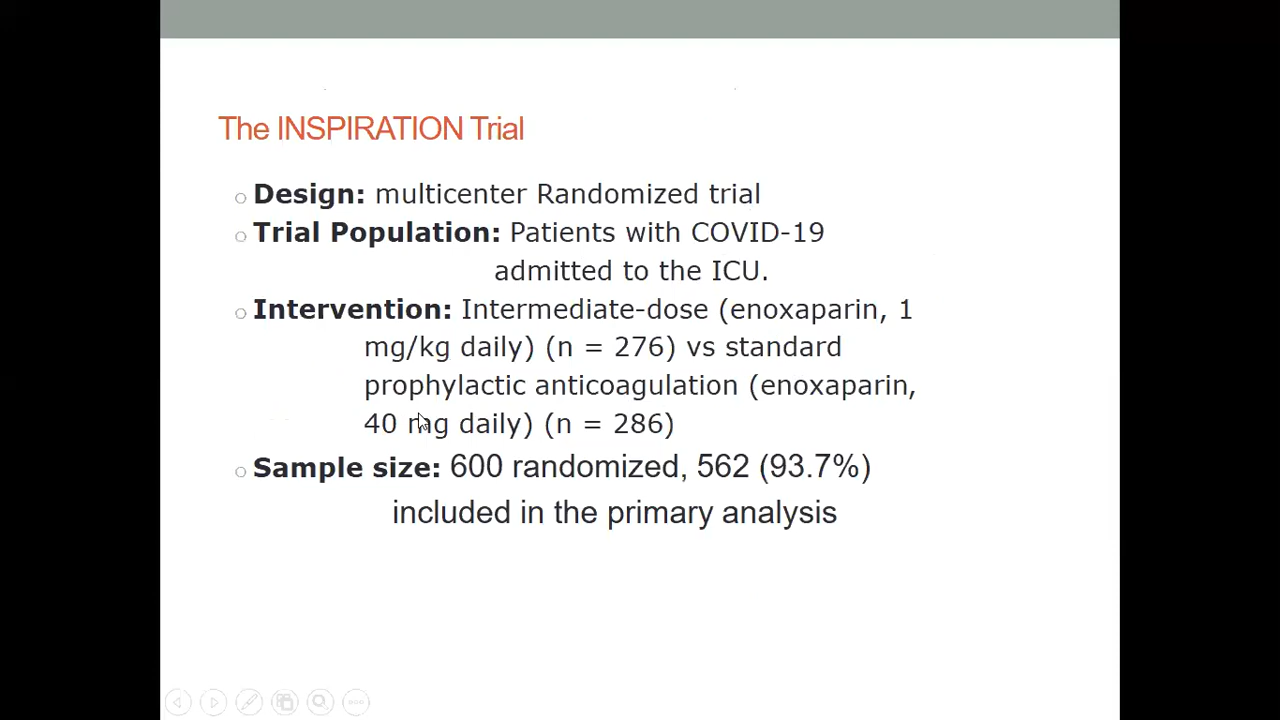 The INSPIRATION Trial
Design: multicenter Randomized trial
Trial Population: Patients with COVID-19
admitted to the ICU.
Intervention: Intermediate-dose (enoxaparin, 1
mg/kg daily) (n = 276) vs standard
prophylactic anticoagulation (enoxaparin,
40 mg daily) (n = 286)
Sample size: 600 randomized, 562 (93.7%)
included in the primary analysis